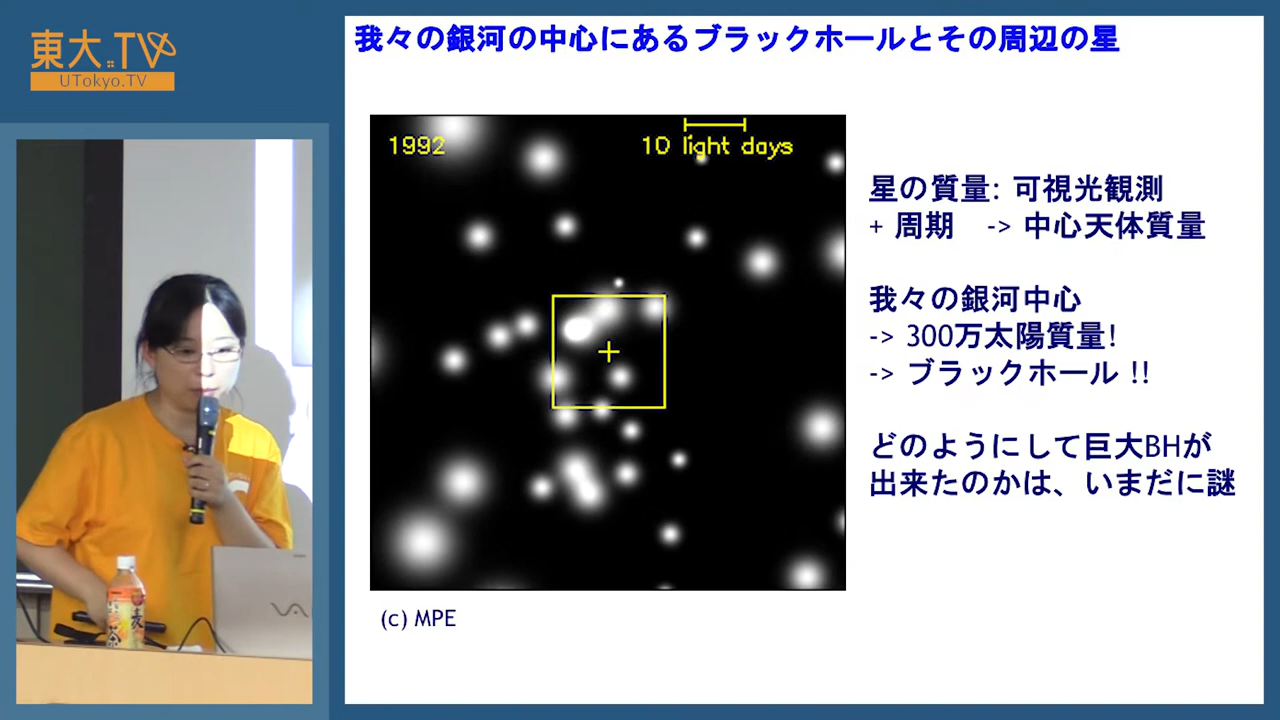 東大.TV
UTokyo.TV
我々の銀河の中心にあるブラックホールとその周辺の星
1992
10 light days
星の質量: 可視光観測
+ 周期 -> 中心天体質量
我々の銀河中心
-> 300万太陽質量!
-> ブラックホール !!
どのようにして巨大BHが
出来たのかは、いまだに謎
(c) MPE
VAIO